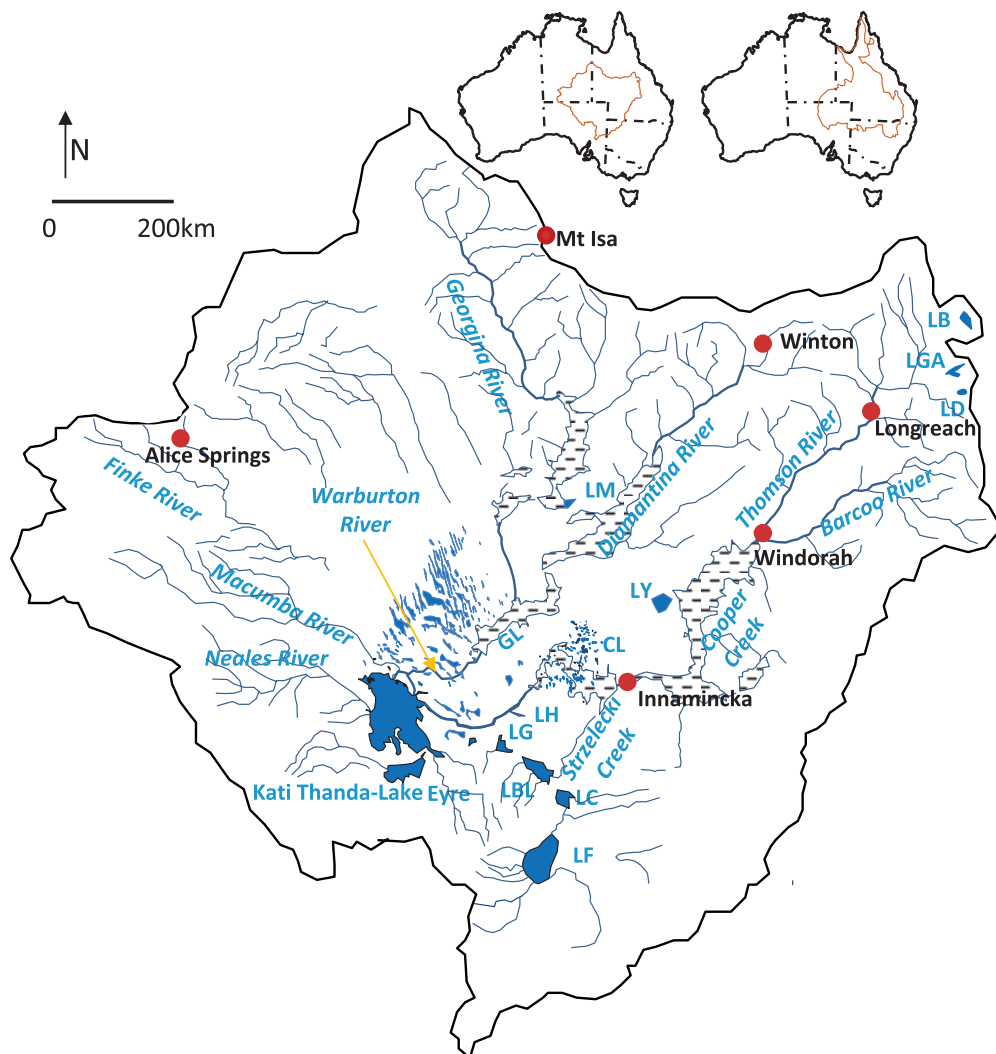 N
0 200km
Mt Isa
Georgina River
LB
Winton
LGA
LD
Longreach
Alice Springs
Finke River
Warburton
River
LM
Diamantina River
Thomson River
Barcoo River
Windorah
Macumba River
LY
Cooper
Creek
Neales River
GL
CL
Innamincka
LH
LG
Strzelecki
Creek
Kati Thanda-Lake Eyre
LBL
LC
LF